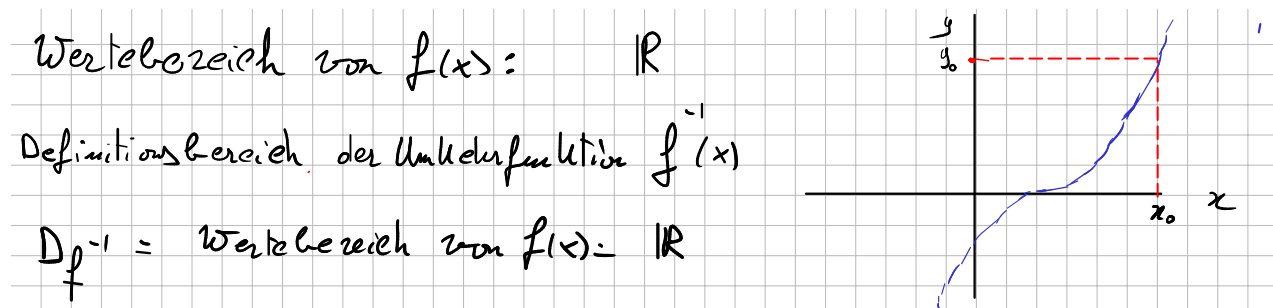 Wertebereich von f(x): ℝ
Definitionsbereich der Umkehrfunktion f⁻¹(x)
D_f⁻¹ = Wertebereich von f(x) = ℝ
y
y₀
x₀ x